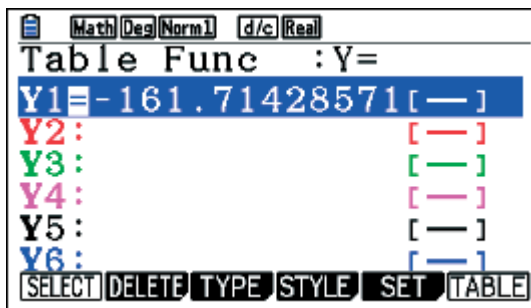 Math Deg Norm1 d/c Real
Table Func :Y=
Y1=-161.71428571[—]
Y2: [—]
Y3: [—]
Y4: [—]
Y5: [—]
Y6: [—]
SELECT DELETE TYPE STYLE SET TABLE